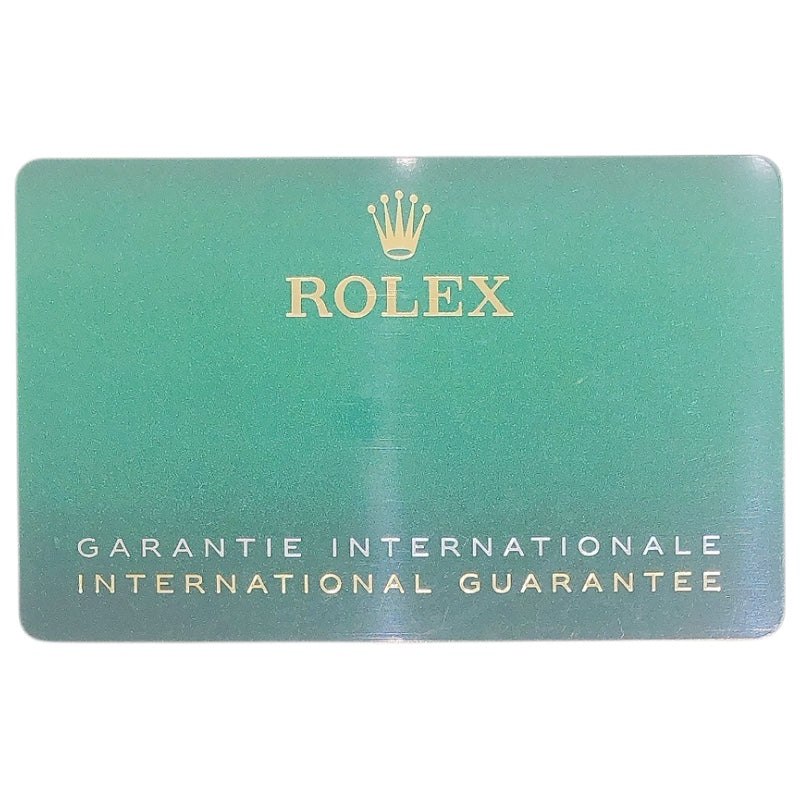 ROLEX
GARANTIE INTERNATIONALE
INTERNATIONAL GUARANTEE